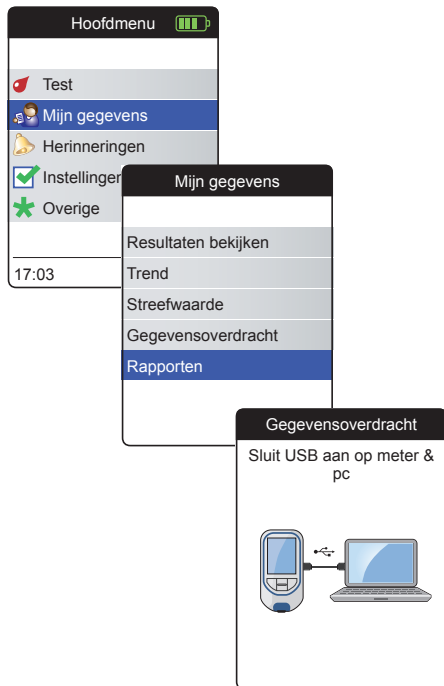 Hoofdmenu
Test
Mijn gegevens
Herinneringen
Instellinger
Overige
17:03
Mijn gegevens
Resultaten bekijken
Trend
Streefwaarde
Gegevensoverdracht
Rapporten
Gegevensoverdracht
Sluit USB aan op meter &
pc